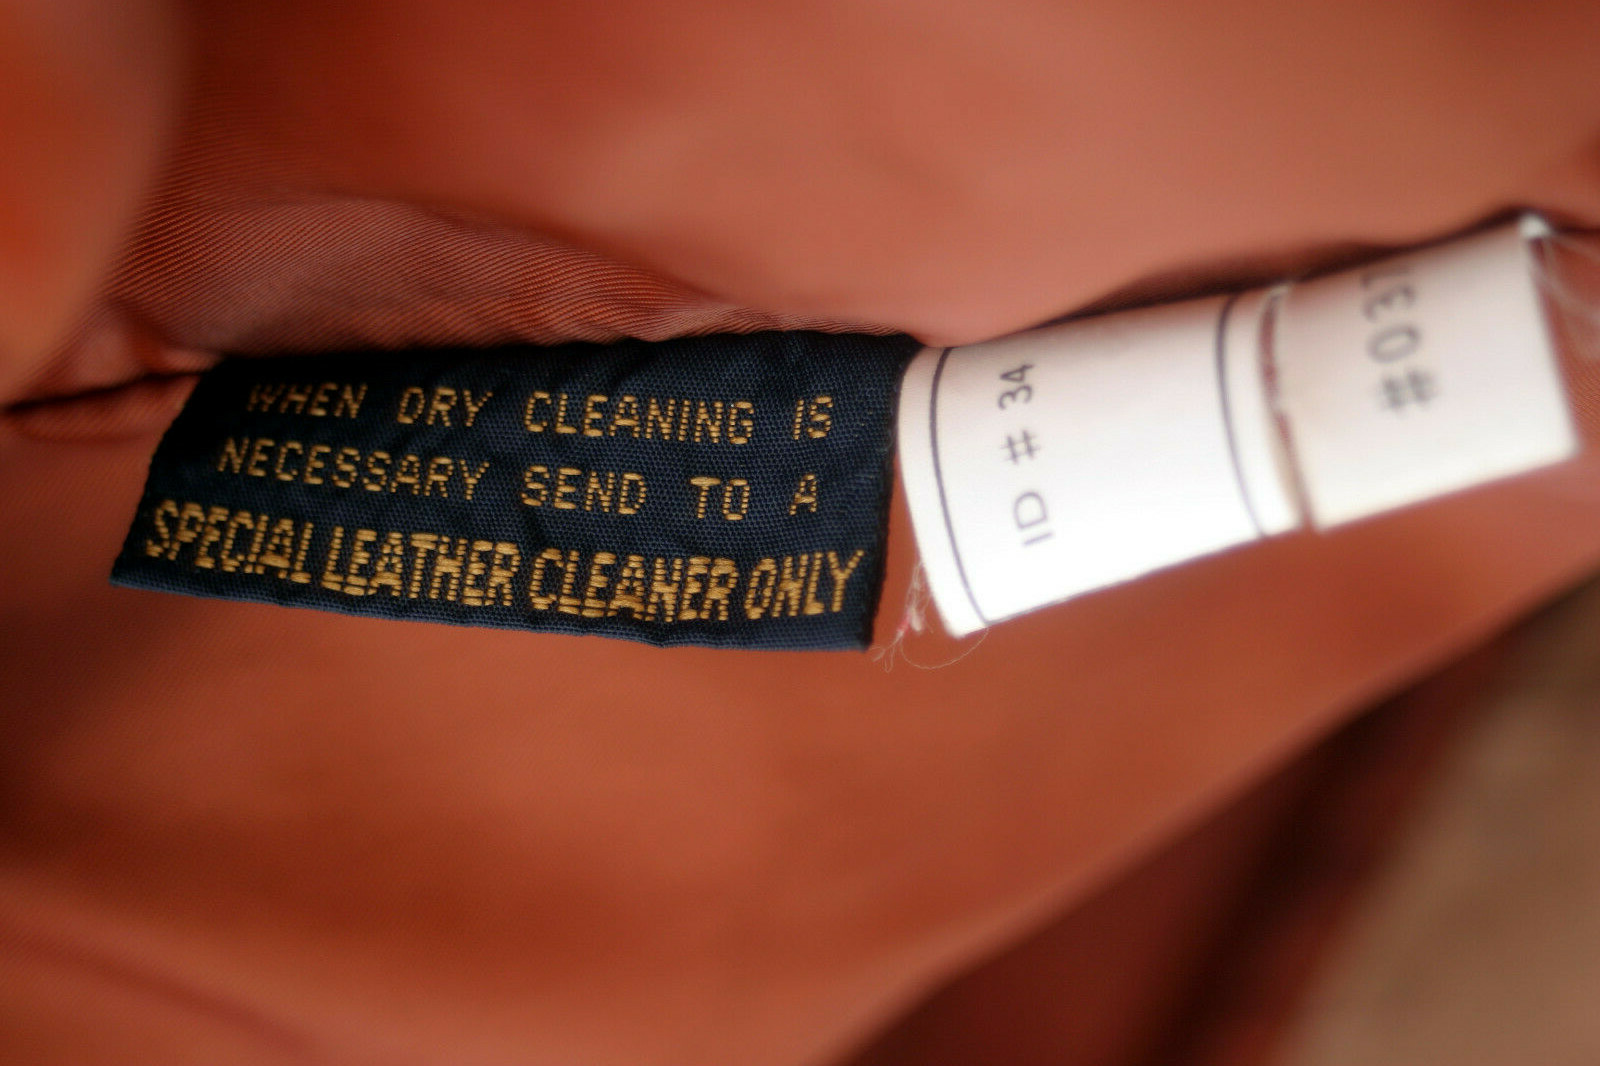 WHEN DRY CLEANING IS
NECESSARY SEND TO A
SPECIAL LEATHER CLEANER ONLY
ID # 34